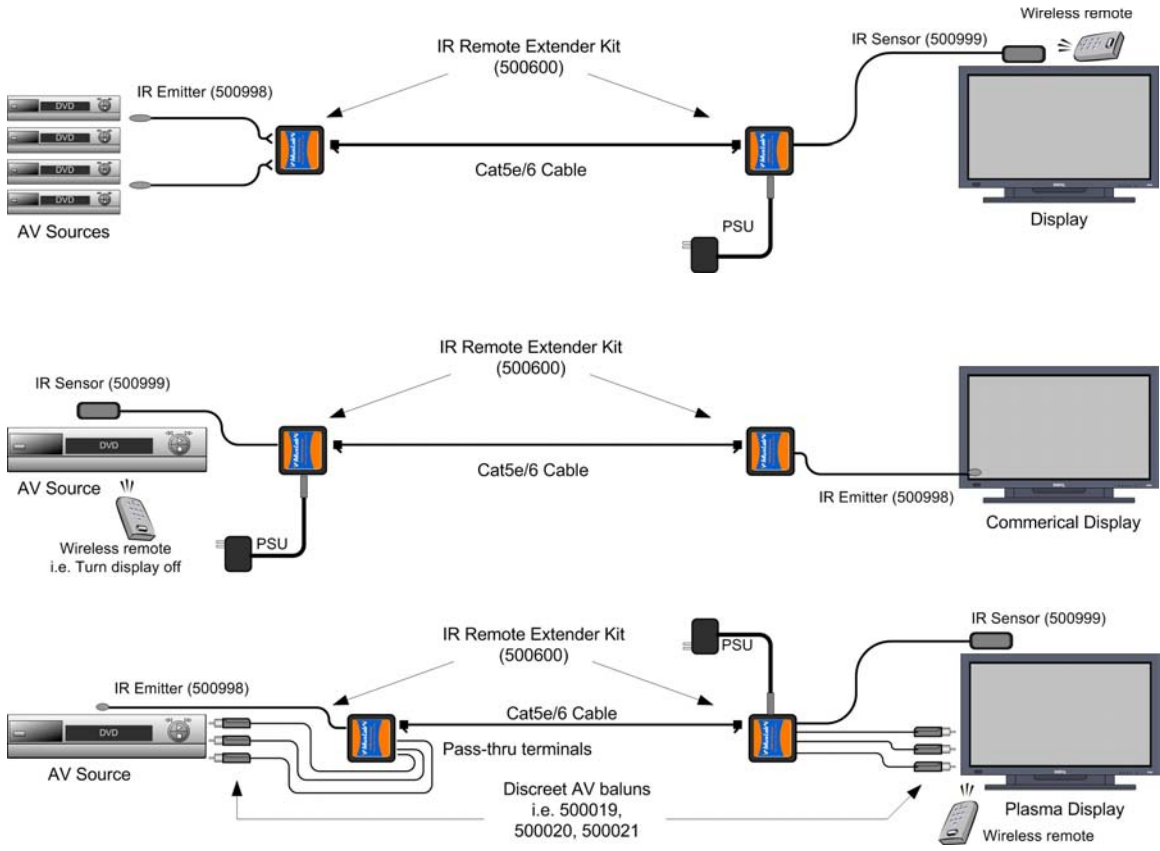 Wireless remote
IR Remote Extender Kit
(500600)
IR Sensor (500999)
IR Emitter (500998)
DVD
DVD
DVD
DVD
Cat5e/6 Cable
PSU
AV Sources
Display
IR Remote Extender Kit
(500600)
IR Sensor (500999)
DVD
Cat5e/6 Cable
AV Source
IR Emitter (500998)
Commerical Display
PSU
Wireless remote
i.e. Turn display off
IR Sensor (500999)
IR Remote Extender Kit
(500600)
PSU
IR Emitter (500998)
Cat5e/6 Cable
DVD
Pass-thru terminals
AV Source
Discreet AV baluns
i.e. 500019,
500020, 500021
Plasma Display
Wireless remote